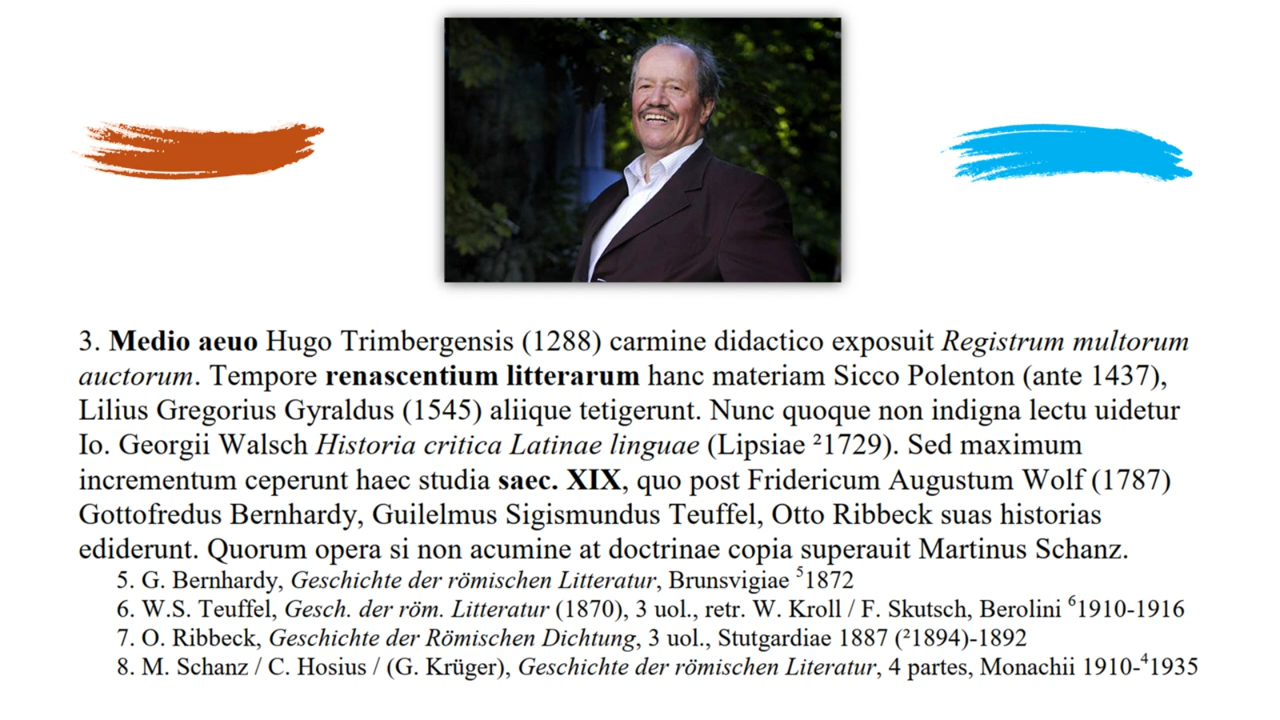 3. Medio aeuo Hugo Trimbergensis (1288) carmine didactico exposuit Registrum multorum
auctorum. Tempore renascentium litterarum hanc materiam Sicco Polenton (ante 1437),
Lilius Gregorius Gyraldus (1545) aliique tetigerunt. Nunc quoque non indigna lectu uidetur
Io. Georgii Walsch Historia critica Latinae linguae (Lipsiae ²1729). Sed maximum
incrementum ceperunt haec studia saec. XIX, quo post Fridericum Augustum Wolf (1787)
Gottofredus Bernhardy, Guilelmus Sigismundus Teuffel, Otto Ribbeck suas historias
ediderunt. Quorum opera si non acumine at doctrinae copia superauit Martinus Schanz.
5. G. Bernhardy, Geschichte der römischen Litteratur, Brunsvigiae ⁵1872
6. W.S. Teuffel, Gesch. der röm. Litteratur (1870), 3 uol., retr. W. Kroll / F. Skutsch, Berolini ⁶1910-1916
7. O. Ribbeck, Geschichte der Römischen Dichtung, 3 uol., Stutgardiae 1887 (²1894)-1892
8. M. Schanz / C. Hosius / (G. Krüger), Geschichte der römischen Literatur, 4 partes, Monachii 1910-⁴1935